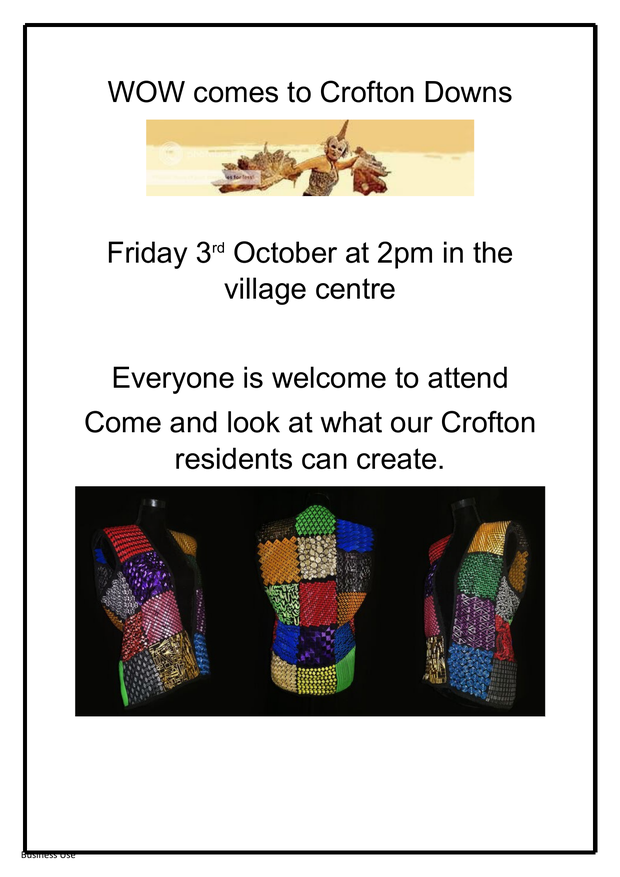 WOW comes to Crofton Downs
Friday 3rd October at 2pm in the
village centre
Everyone is welcome to attend
Come and look at what our Crofton
residents can create.
Business Use